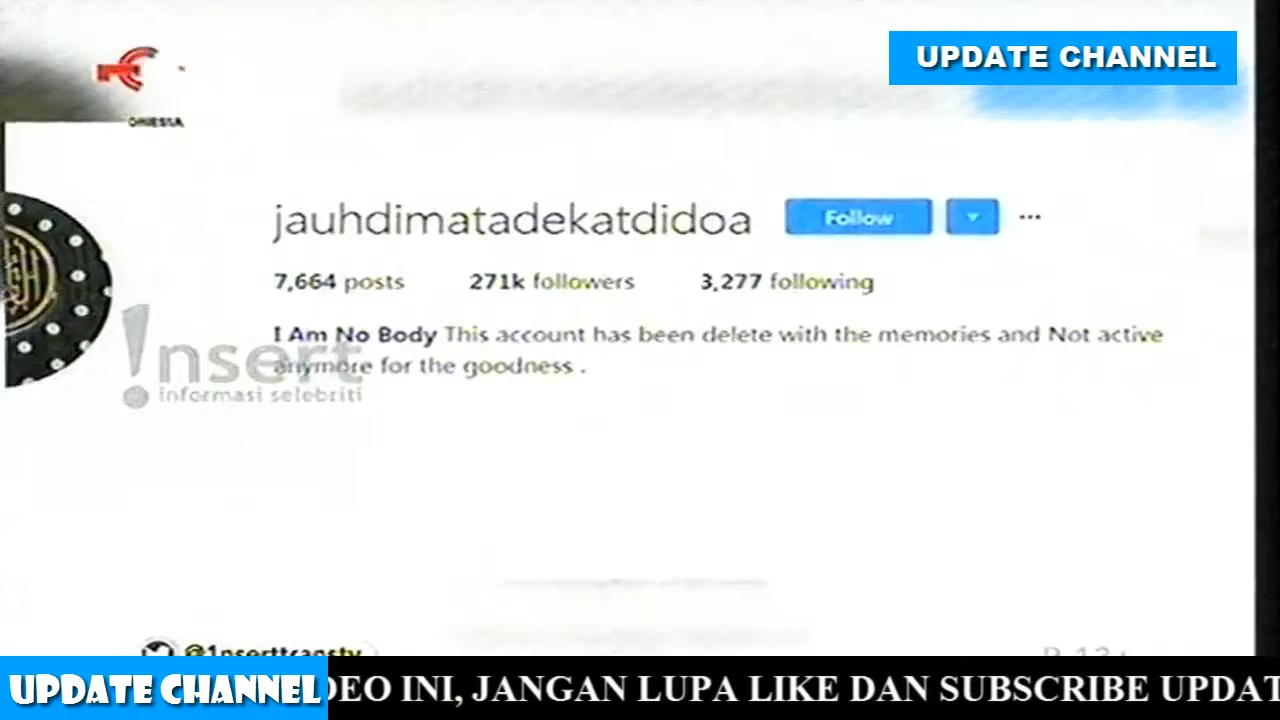 UPDATE CHANNEL
jauhdimatadekatdidoa
Follow
7,664 posts 271k followers 3,277 following
I Am No Body This account has been delete with the memories and Not active
anymore for the goodness .
!nsert
informasi selebriti
@1nserttranstv
UPDATE CHANNEL
DEO INI, JANGAN LUPA LIKE DAN SUBSCRIBE UPDAT